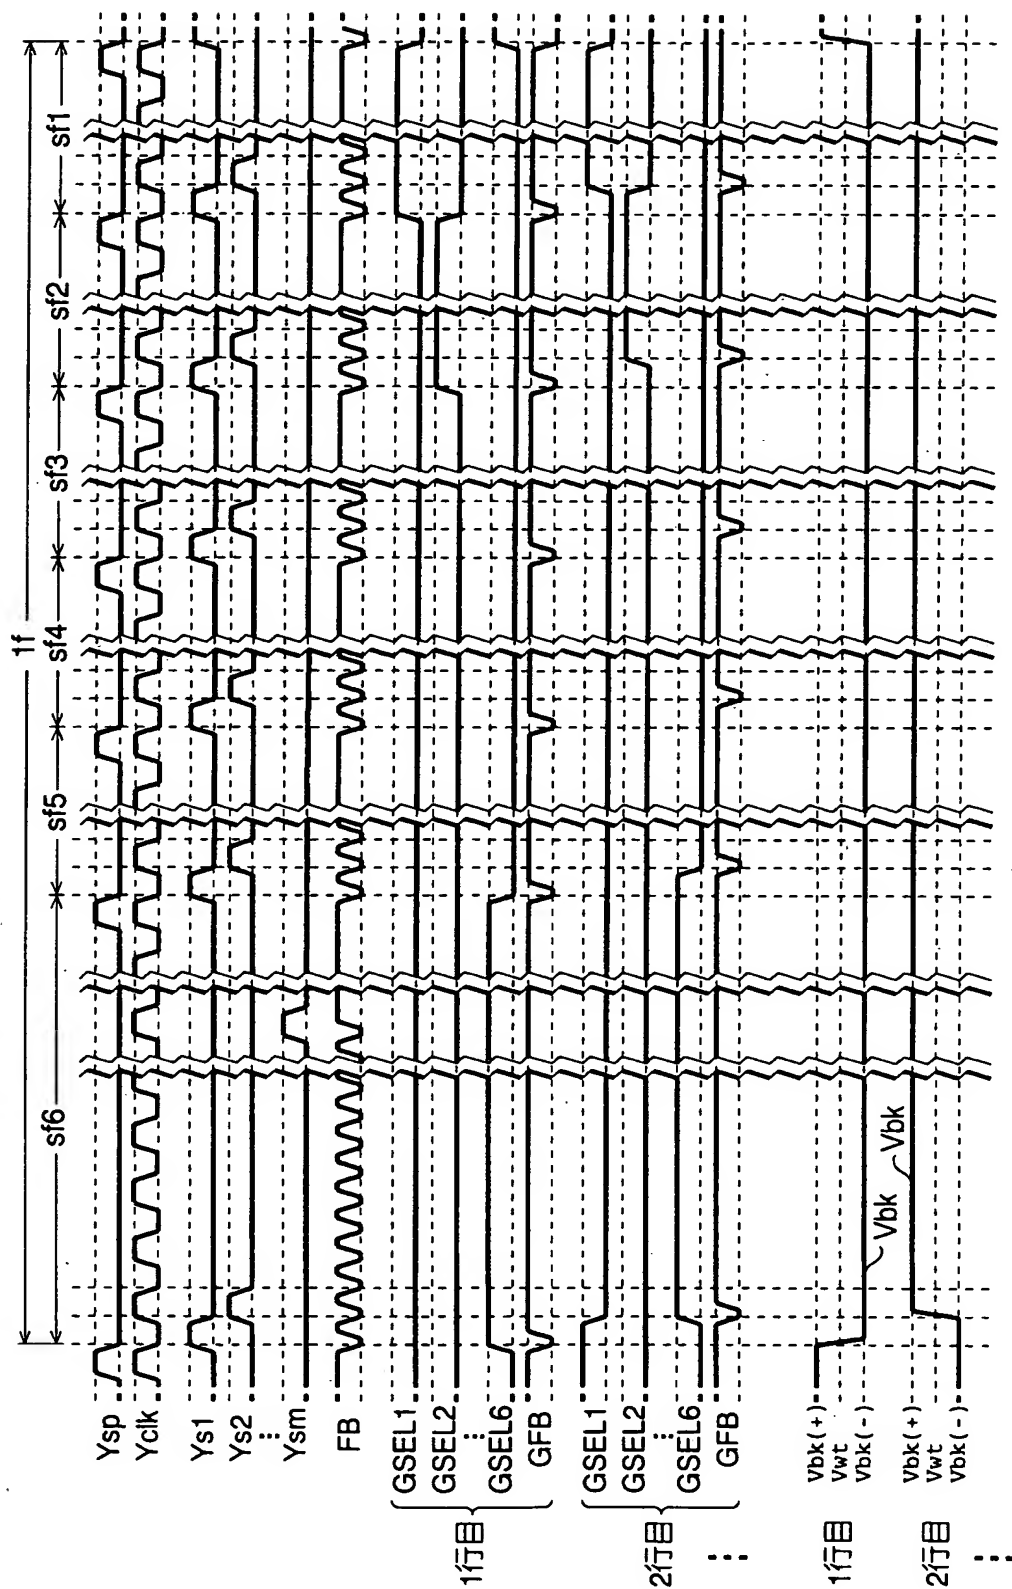 1f
sf6 sf5 sf4 sf3 sf2 sf1
Ysp
Yclk
Ys1
Ys2
⋮
Ysm
FB
1行目
GSEL1
GSEL2
⋮
GSEL6
GFB
2行目
GSEL1
GSEL2
⋮
GSEL6
GFB
⋮
1行目
Vbk(+)
Vwt
Vbk(-)
Vbk
Vbk
2行目
Vbk(+)
Vwt
Vbk(-)
⋮